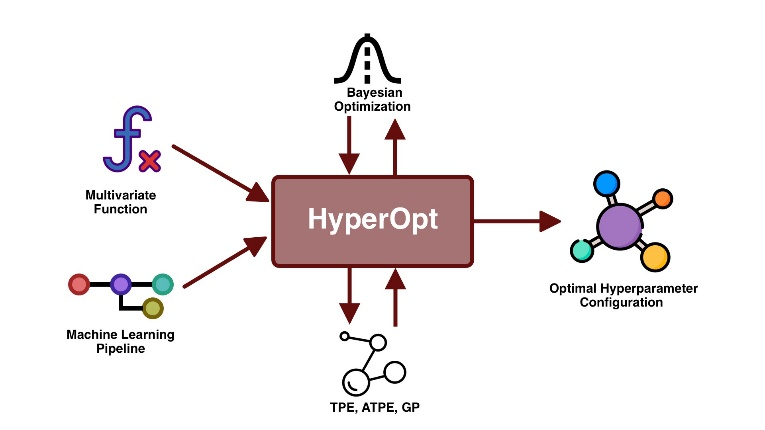 Bayesian
Optimization
Multivariate
Function
HyperOpt
Optimal Hyperparameter
Configuration
Machine Learning
Pipeline
TPE, ATPE, GP